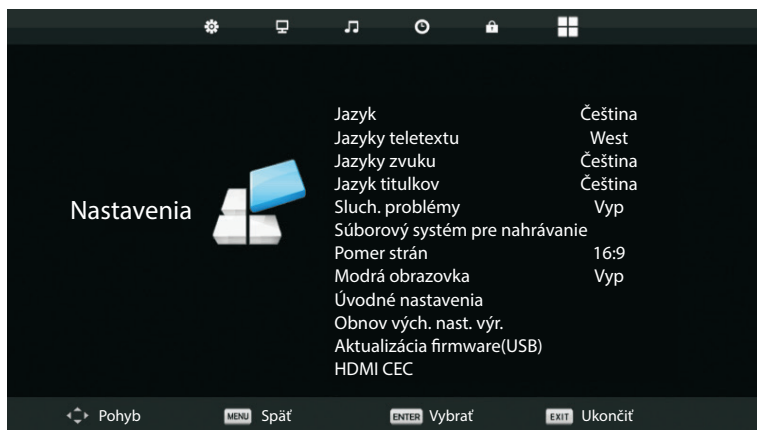 Nastavenia
Jazyk Čeština
Jazyky teletextu West
Jazyky zvuku Čeština
Jazyk titulkov Čeština
Sluch. problémy Vyp
Súborový systém pre nahrávanie
Pomer strán 16:9
Modrá obrazovka Vyp
Úvodné nastavenia
Obnov vých. nast. výr.
Aktualizácia firmware(USB)
HDMI CEC
Pohyb MENU Späť ENTER Vybrať EXIT Ukončiť